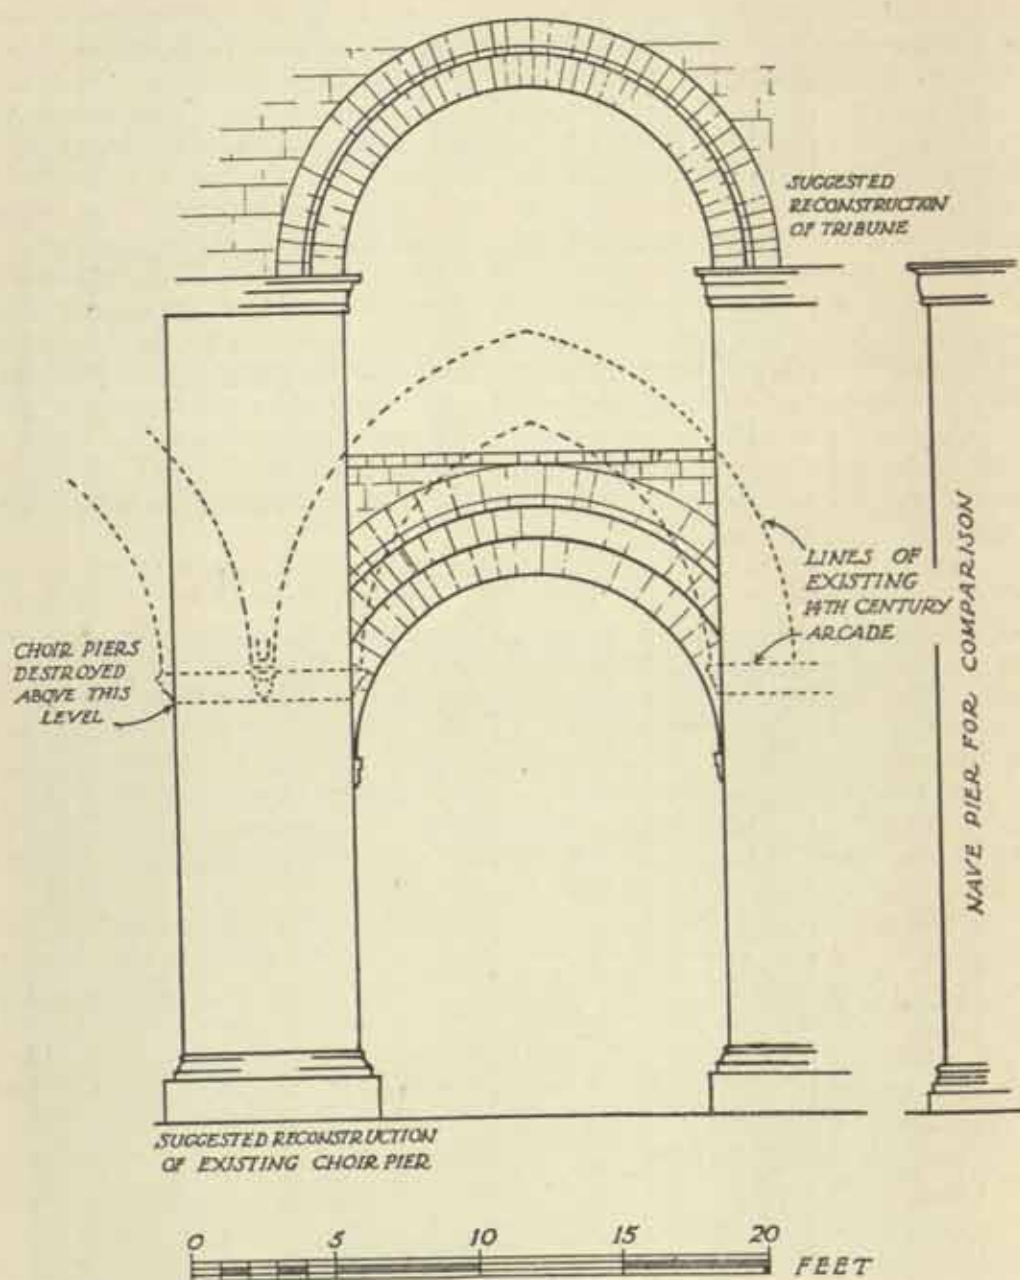 SUGGESTED
RECONSTRUCTION
OF TRIBUNE
LINES OF
EXISTING
14TH CENTURY
ARCADE
NAVE PIER FOR COMPARISON
CHOIR PIERS
DESTROYED
ABOVE THIS
LEVEL
SUGGESTED RECONSTRUCTION
OF EXISTING CHOIR PIER
0 5 10 15 20
FEET